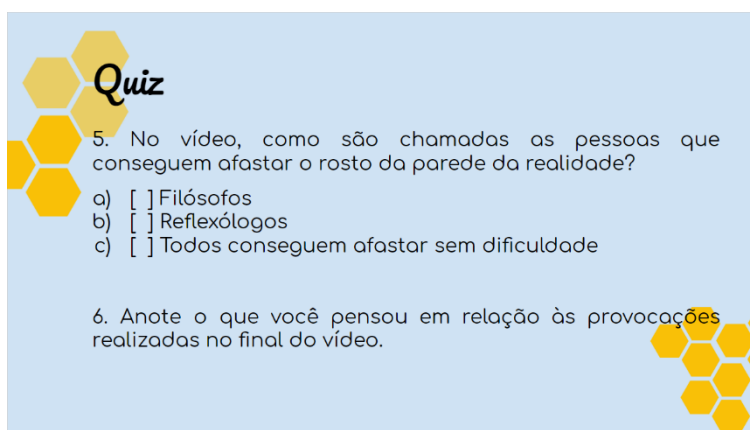 Quiz
5. No vídeo, como são chamadas as pessoas que
conseguem afastar o rosto da parede da realidade?
a) [ ] Filósofos
b) [ ] Reflexólogos
c) [ ] Todos conseguem afastar sem dificuldade
6. Anote o que você pensou em relação às provocações
realizadas no final do vídeo.